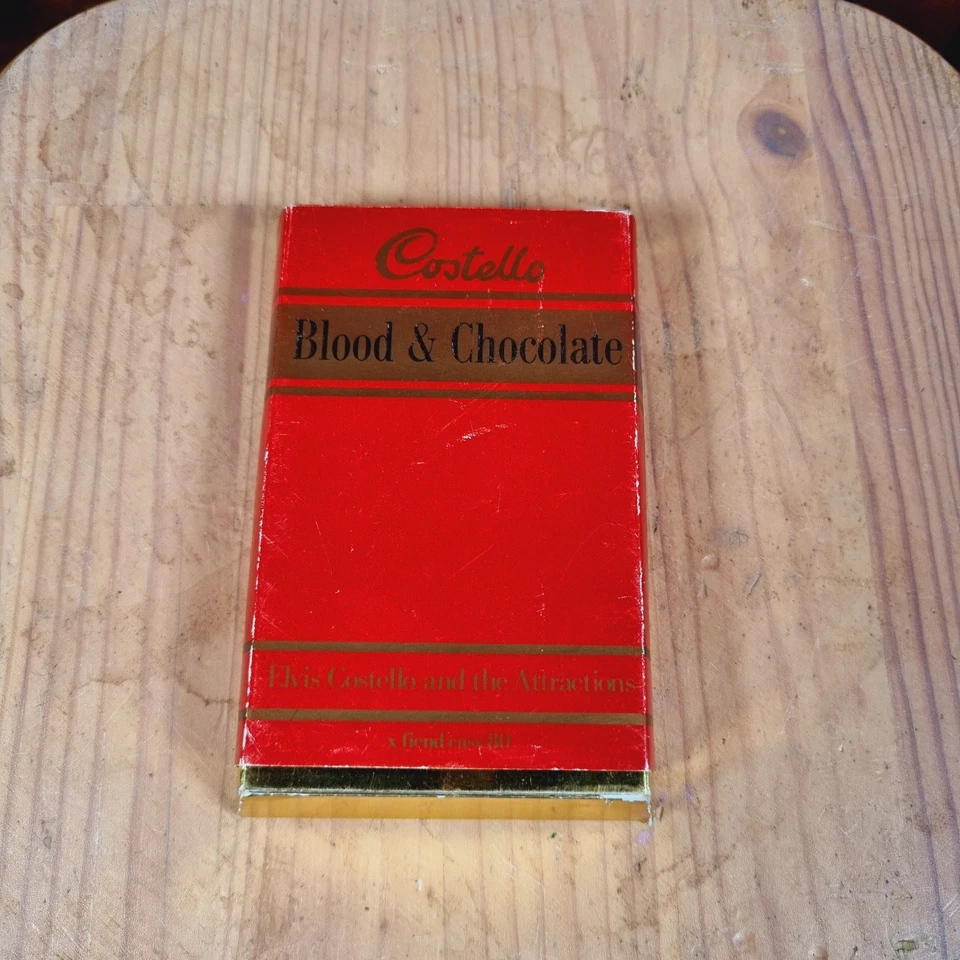 Costello
Blood & Chocolate
Elvis Costello and the Attractions
x fiend cass 80